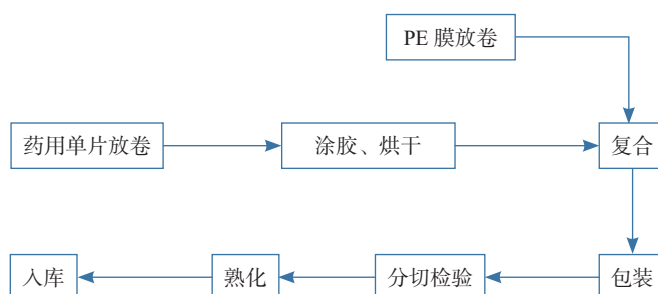 PE 膜放卷
药用单片放卷
涂胶、烘干
复合
入库
熟化
分切检验
包装